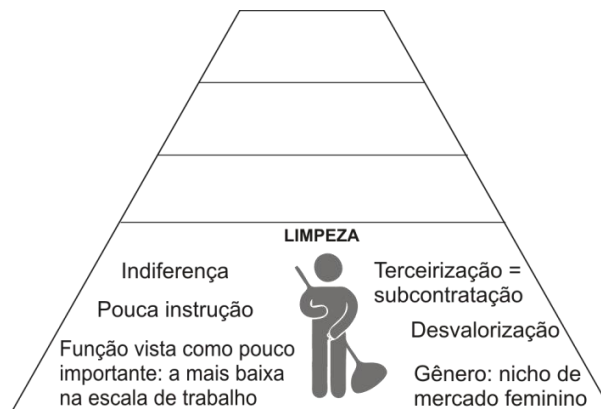 LIMPEZA
Indiferença
Pouca instrução
Função vista como pouco
importante: a mais baixa
na escala de trabalho
Terceirização =
subcontratação
Desvalorização
Gênero: nicho de
mercado feminino